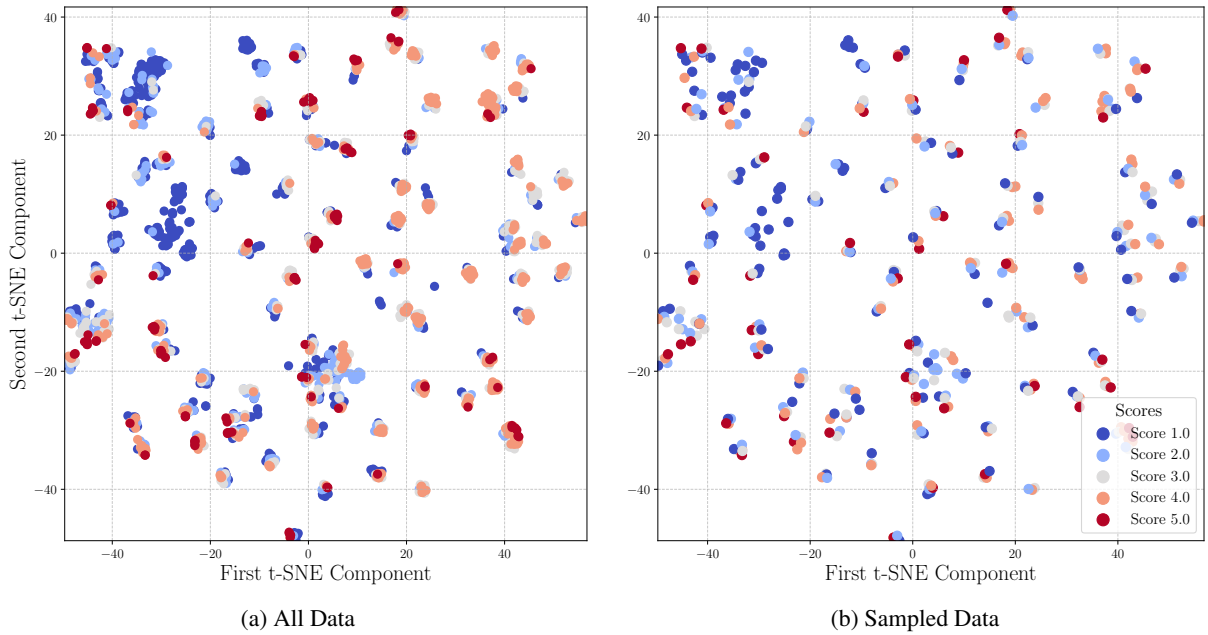 40
20
0
−20
−40
−40
−20
0
20
40
Second t-SNE Component
First t-SNE Component
(a) All Data
40
20
0
−20
−40
−40
−20
0
20
40
First t-SNE Component
Scores
Score 1.0
Score 2.0
Score 3.0
Score 4.0
Score 5.0
(b) Sampled Data